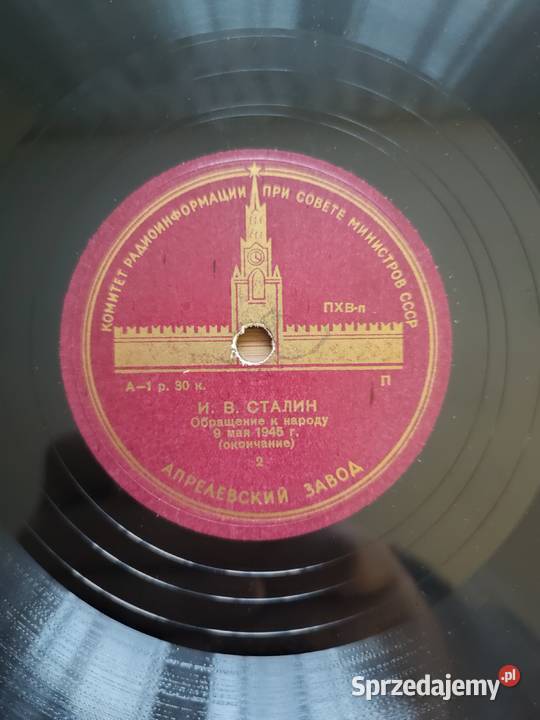 КОМИТЕТ РАДИОИНФОРМАЦИИ ПРИ СОВЕТЕ МИНИСТРОВ СССР
ПХВ-п
А-1 р. 30 к.
П
И. В. СТАЛИН
Обращение к народу
9 мая 1945 г.
(окончание)
2
АПРЕЛЕВСКИЙ ЗАВОД
Sprzedajemy.pl